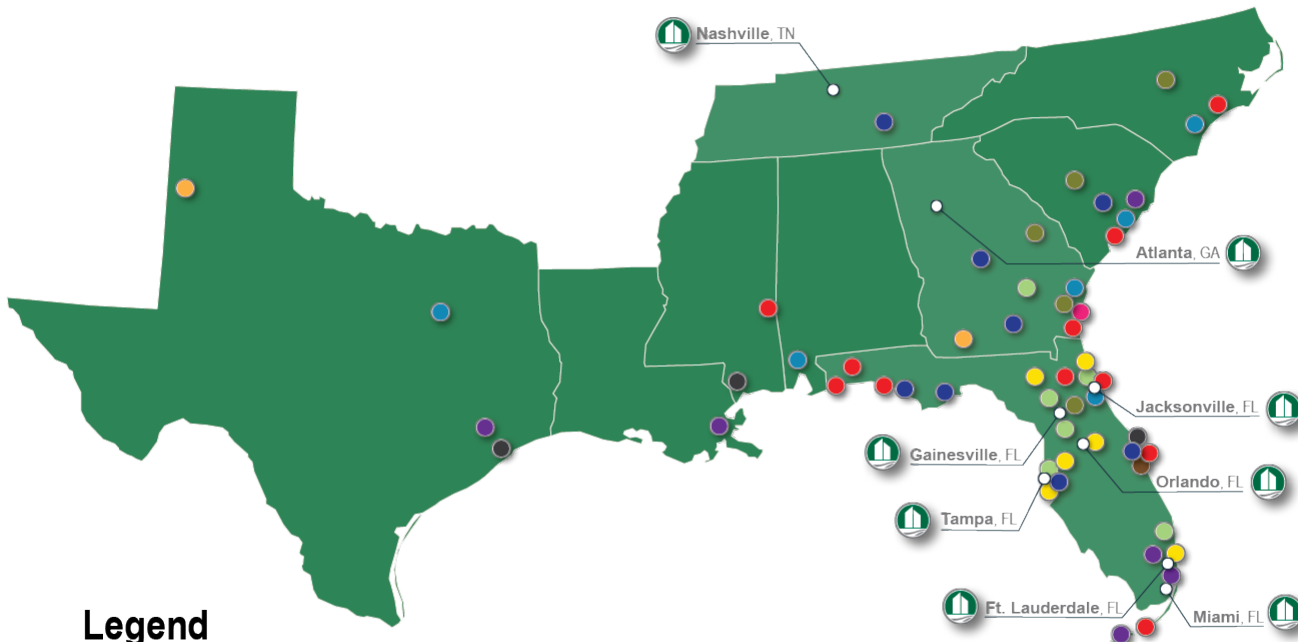 Nashville, TN
Atlanta, GA
Jacksonville, FL
Gainesville, FL
Orlando, FL
Tampa, FL
Ft. Lauderdale, FL
Miami, FL
Legend